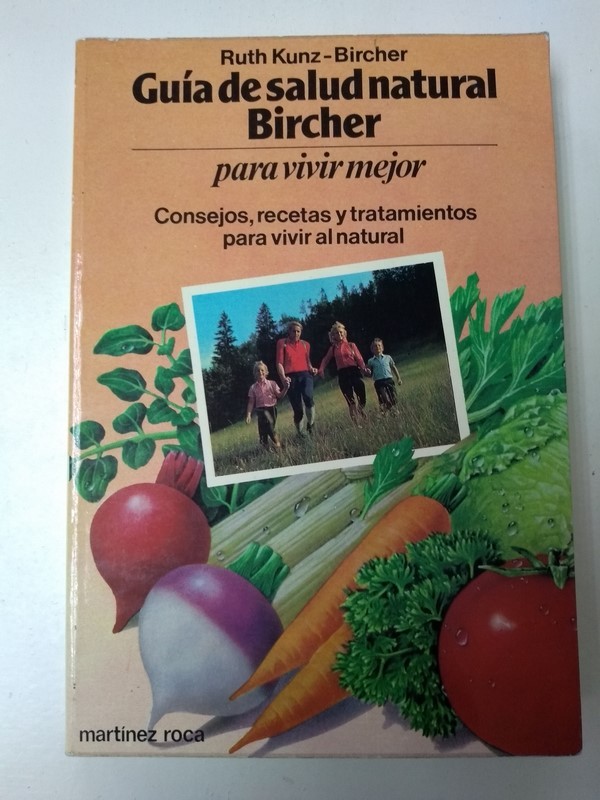 Ruth Kunz-Bircher
Guía de salud natural
Bircher
para vivir mejor
Consejos, recetas y tratamientos
para vivir al natural
martínez roca